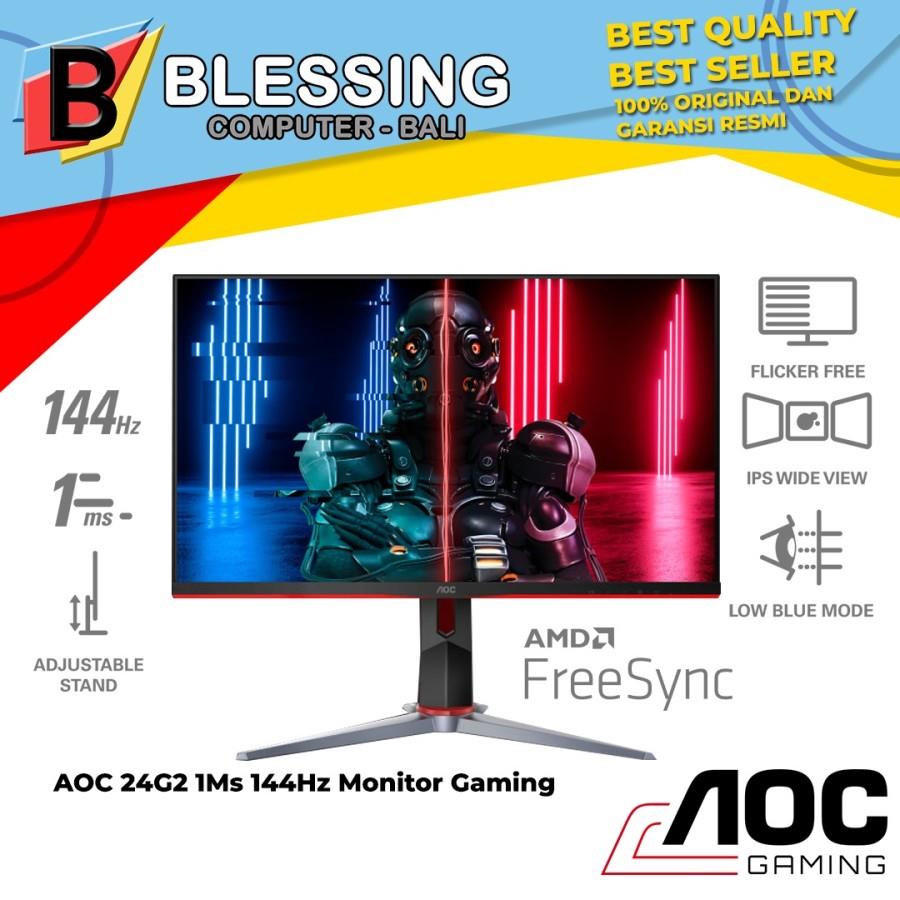 B BLESSING
COMPUTER - BALI
BEST QUALITY
BEST SELLER
100% ORIGINAL DAN
GARANSI RESMI
144Hz
1ms
ADJUSTABLE
STAND
FLICKER FREE
IPS WIDE VIEW
LOW BLUE MODE
AOC
AMD
FreeSync
AOC 24G2 1Ms 144Hz Monitor Gaming
AOC
GAMING